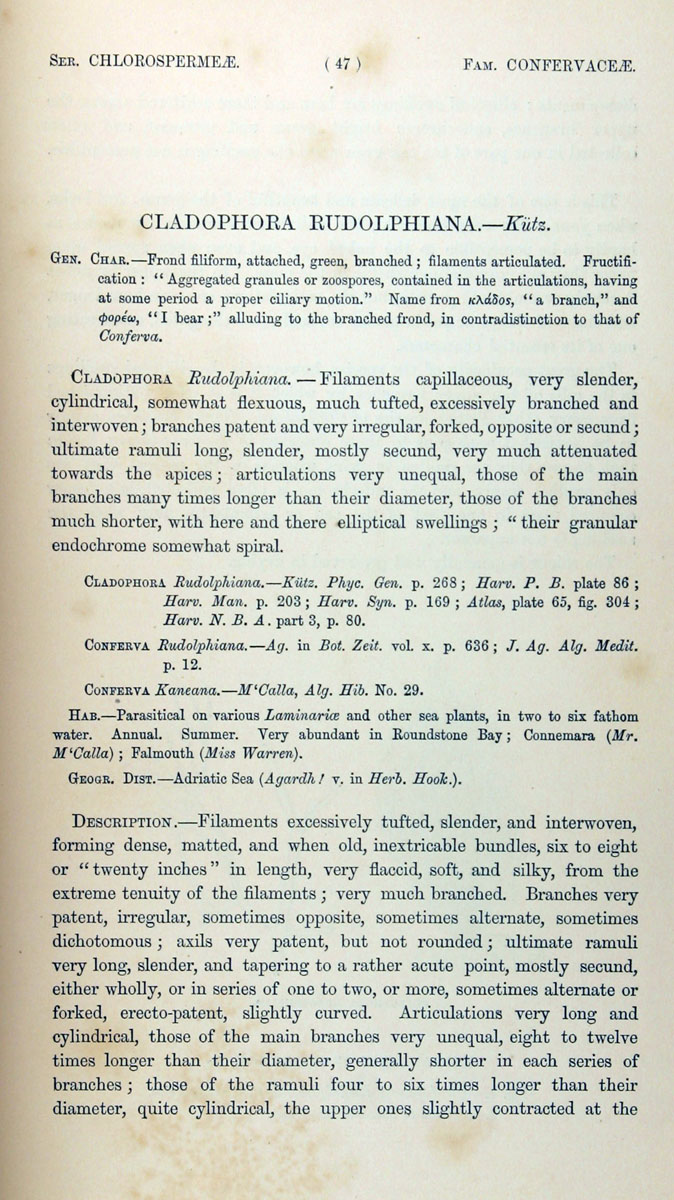 Ser. CHLOROSPERMEÆ.
( 47 )
Fam. CONFERVACEÆ.
CLADOPHORA RUDOLPHIANA.—Kütz.
Gen. Char.—Frond filiform, attached, green, branched; filaments articulated. Fructifi-
cation: “Aggregated granules or zoospores, contained in the articulations, having
at some period a proper ciliary motion.” Name from κλάδος, “a branch,” and
φορέω, “I bear;” alluding to the branched frond, in contradistinction to that of
Conferva.
Cladophora Rudolphiana. — Filaments capillaceous, very slender,
cylindrical, somewhat flexuous, much tufted, excessively branched and
interwoven; branches patent and very irregular, forked, opposite or secund;
ultimate ramuli long, slender, mostly secund, very much attenuated
towards the apices; articulations very unequal, those of the main
branches many times longer than their diameter, those of the branches
much shorter, with here and there elliptical swellings; “their granular
endochrome somewhat spiral.
Cladophora Rudolphiana.—Kütz. Phyc. Gen. p. 268; Harv. P. B. plate 86;
Harv. Man. p. 203; Harv. Syn. p. 169; Atlas, plate 65, fig. 304;
Harv. N. B. A. part 3, p. 80.
Conferva Rudolphiana.—Ag. in Bot. Zeit. vol. x. p. 636; J. Ag. Alg. Medit.
p. 12.
Conferva Kaneana.—M‘Calla, Alg. Hib. No. 29.
Hab.—Parasitical on various Laminariæ and other sea plants, in two to six fathom
water. Annual. Summer. Very abundant in Roundstone Bay; Connemara (Mr.
M‘Calla); Falmouth (Miss Warren).
Geogr. Dist.—Adriatic Sea (Agardh! v. in Herb. Hook.).
Description.—Filaments excessively tufted, slender, and interwoven,
forming dense, matted, and when old, inextricable bundles, six to eight
or “twenty inches” in length, very flaccid, soft, and silky, from the
extreme tenuity of the filaments; very much branched. Branches very
patent, irregular, sometimes opposite, sometimes alternate, sometimes
dichotomous; axils very patent, but not rounded; ultimate ramuli
very long, slender, and tapering to a rather acute point, mostly secund,
either wholly, or in series of one to two, or more, sometimes alternate or
forked, erecto-patent, slightly curved. Articulations very long and
cylindrical, those of the main branches very unequal, eight to twelve
times longer than their diameter, generally shorter in each series of
branches; those of the ramuli four to six times longer than their
diameter, quite cylindrical, the upper ones slightly contracted at the